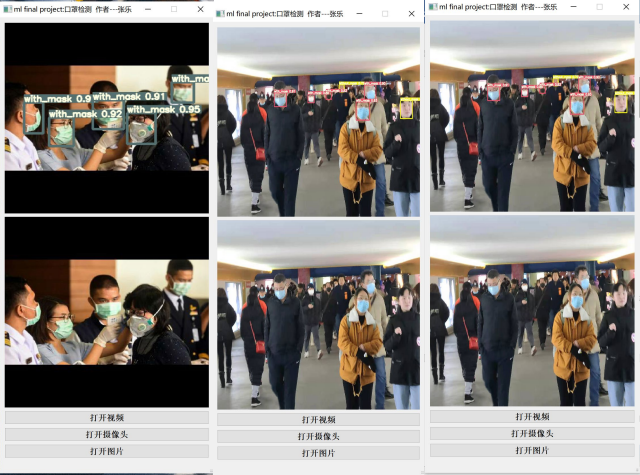 ml final project:口罩检测 作者---张乐
with_mask 0.9
with_mask 0.91
with_ma
with_mask 0.92
with_mask 0.95
打开视频
打开摄像头
打开图片
ml final project:口罩检测 作者---张乐
打开视频
打开摄像头
打开图片
ml final project:口罩检测 作者---张乐
打开视频
打开摄像头
打开图片